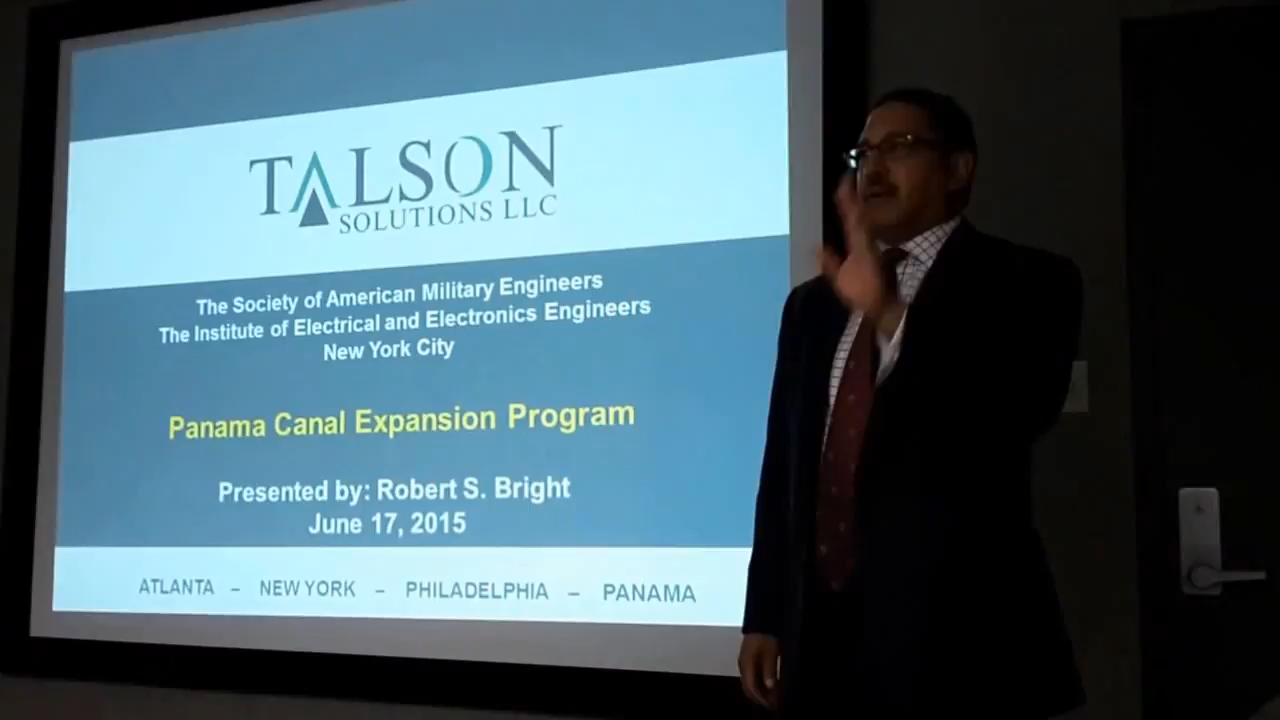 TALSON
SOLUTIONS LLC
The Society of American Military Engineers
The Institute of Electrical and Electronics Engineers
New York City
Panama Canal Expansion Program
Presented by: Robert S. Bright
June 17, 2015
ATLANTA – NEW YORK – PHILADELPHIA – PANAMA